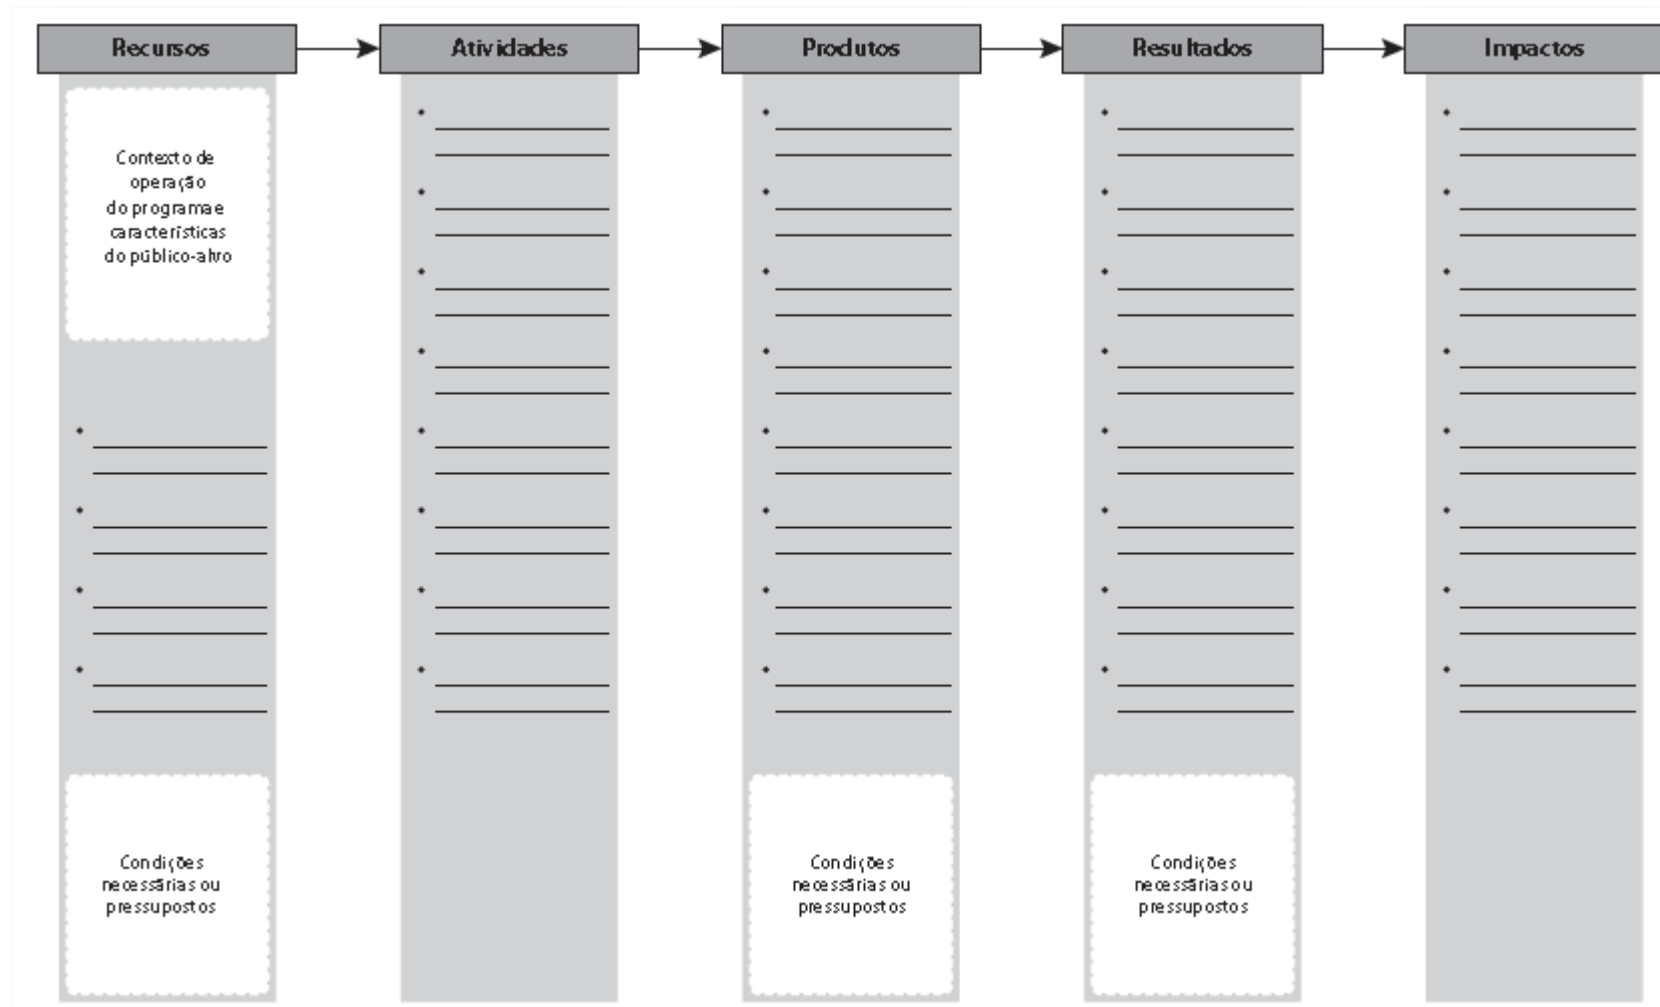 Recursos
Atividades
Produtos
Resultados
Impactos
Contexto de
operação
do programa e
características
do público-alvo
Condições
necessárias ou
pressupostos
Condições
necessárias ou
pressupostos
Condições
necessárias ou
pressupostos